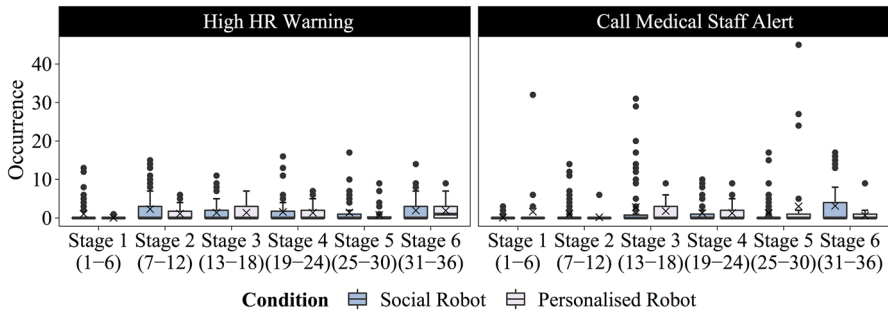 High HR Warning
Call Medical Staff Alert
Occurrence
40
30
20
10
0
Stage 1 Stage 2 Stage 3 Stage 4 Stage 5 Stage 6
(1−6) (7−12) (13−18) (19−24) (25−30) (31−36)
Stage 1 Stage 2 Stage 3 Stage 4 Stage 5 Stage 6
(1−6) (7−12) (13−18) (19−24) (25−30) (31−36)
Condition Social Robot Personalised Robot